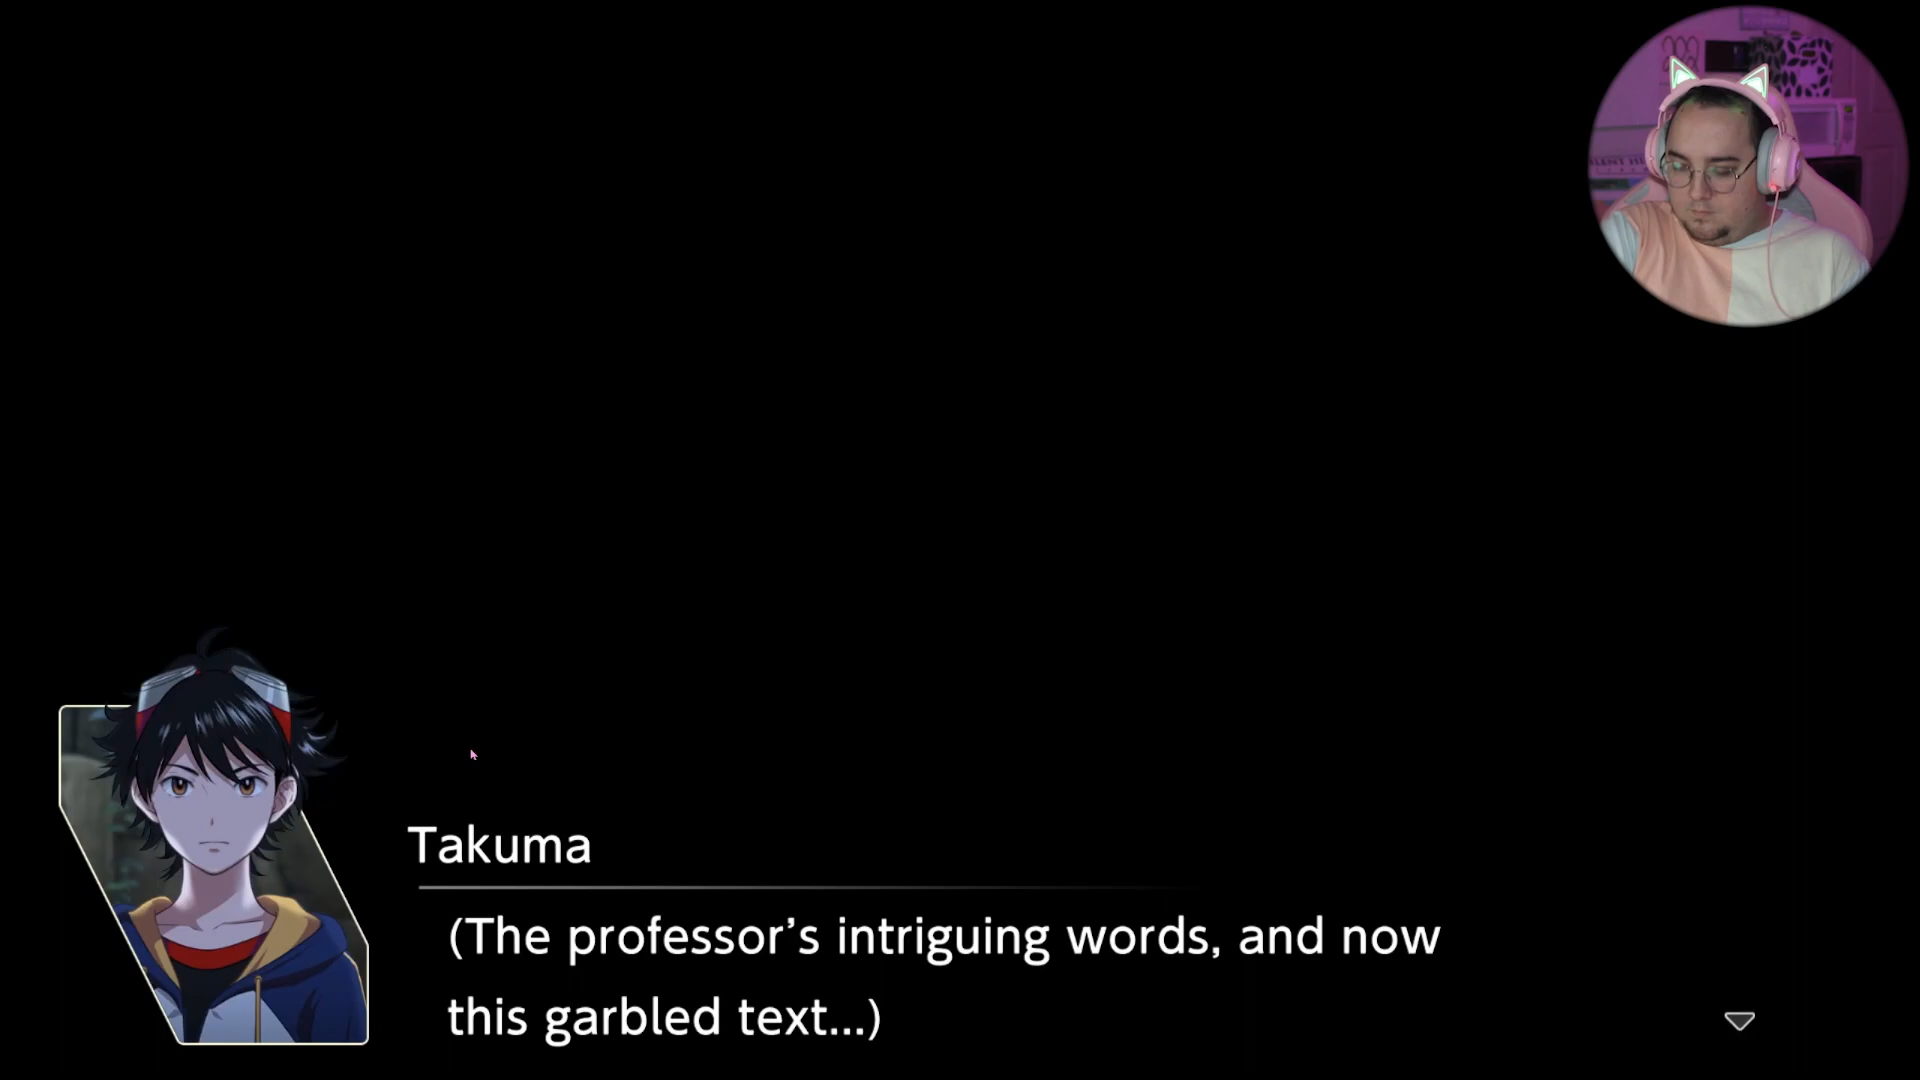 Takuma
(The professor's intriguing words, and now
this garbled text...)